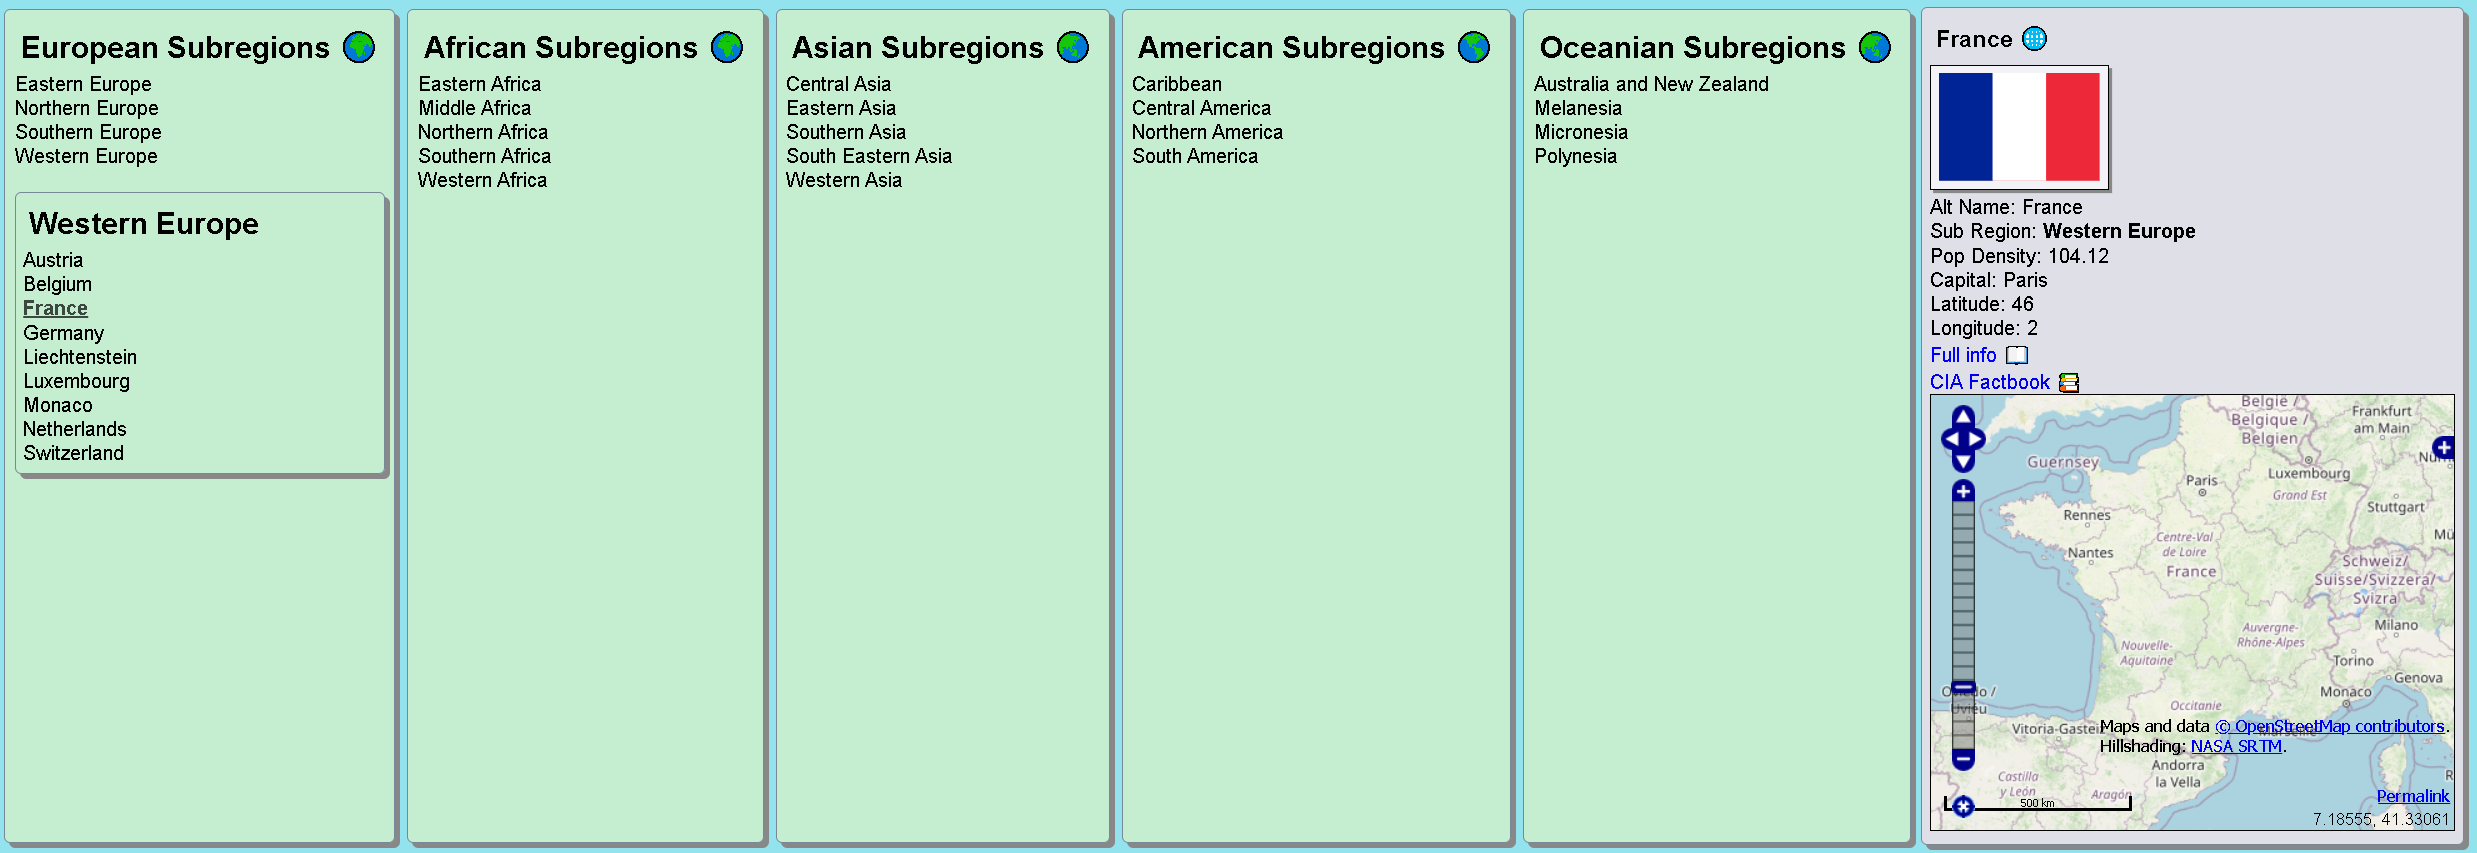 European Subregions
Eastern Europe
Northern Europe
Southern Europe
Western Europe
Western Europe
Austria
Belgium
France
Germany
Liechtenstein
Luxembourg
Monaco
Netherlands
Switzerland
African Subregions
Eastern Africa
Middle Africa
Northern Africa
Southern Africa
Western Africa
Asian Subregions
Central Asia
Eastern Asia
Southern Asia
South Eastern Asia
Western Asia
American Subregions
Caribbean
Central America
Northern America
South America
Oceanian Subregions
Australia and New Zealand
Melanesia
Micronesia
Polynesia
France
Alt Name: France
Sub Region: Western Europe
Pop Density: 104.12
Capital: Paris
Latitude: 46
Longitude: 2
Full info
CIA Factbook
België /
Belgique /
Belgien
Frankfurt
am Main
Guernsey
Luxembourg
Paris
Grand Est
Stuttgart
Rennes
Centre-Val
de Loire
Nantes
France
Schweiz/
Suisse/Svizzera/
Svizra
Milano
Auvergne-
Rhône-Alpes
Nouvelle-
Aquitaine
Torino
Genova
Monaco
Occitanie
Vitoria-Gasteiz
Maps and data © OpenStreetMap contributors.
Hillshading: NASA SRTM.
Andorra
la Vella
Castilla
y León
Aragón
500 km
Permalink
7.18555, 41.33061